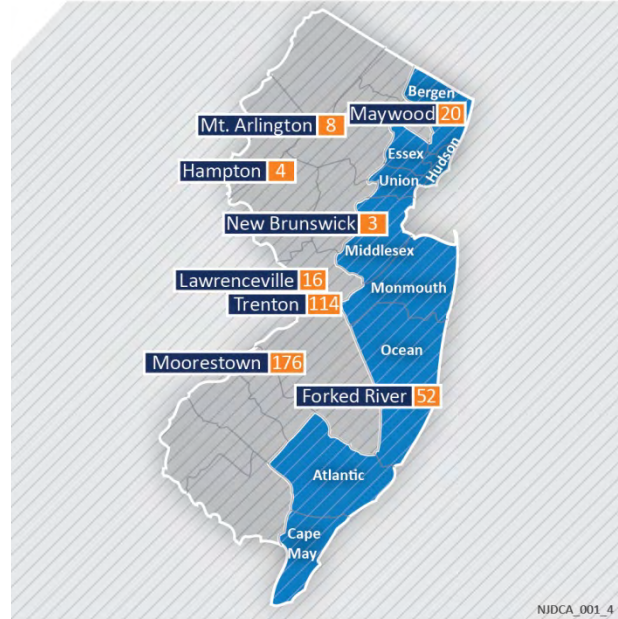 Bergen
Maywood 20
Mt. Arlington 8
Essex
Hudson
Hampton 4
Union
New Brunswick 3
Middlesex
Lawrenceville 16
Monmouth
Trenton 114
Ocean
Moorestown 176
Forked River 52
Atlantic
Cape
May
NJDCA_001_4